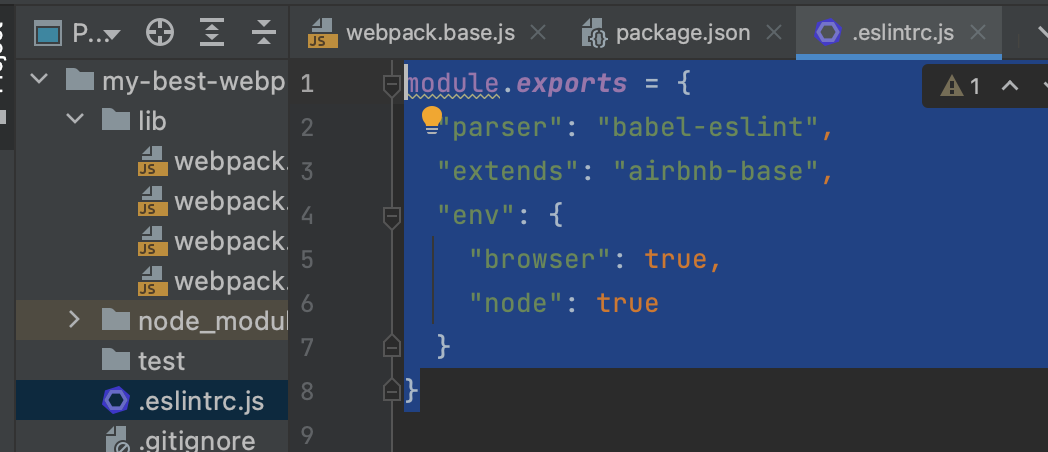 Project
P...
my-best-webp
lib
webpack.
webpack.
webpack.
webpack.
node_modul
test
.eslintrc.js
.gitignore
webpack.base.js
package.json
.eslintrc.js
1
1 module.exports = {
2 "parser": "babel-eslint",
3 "extends": "airbnb-base",
4 "env": {
5 "browser": true,
6 "node": true
7 }
8 }
9